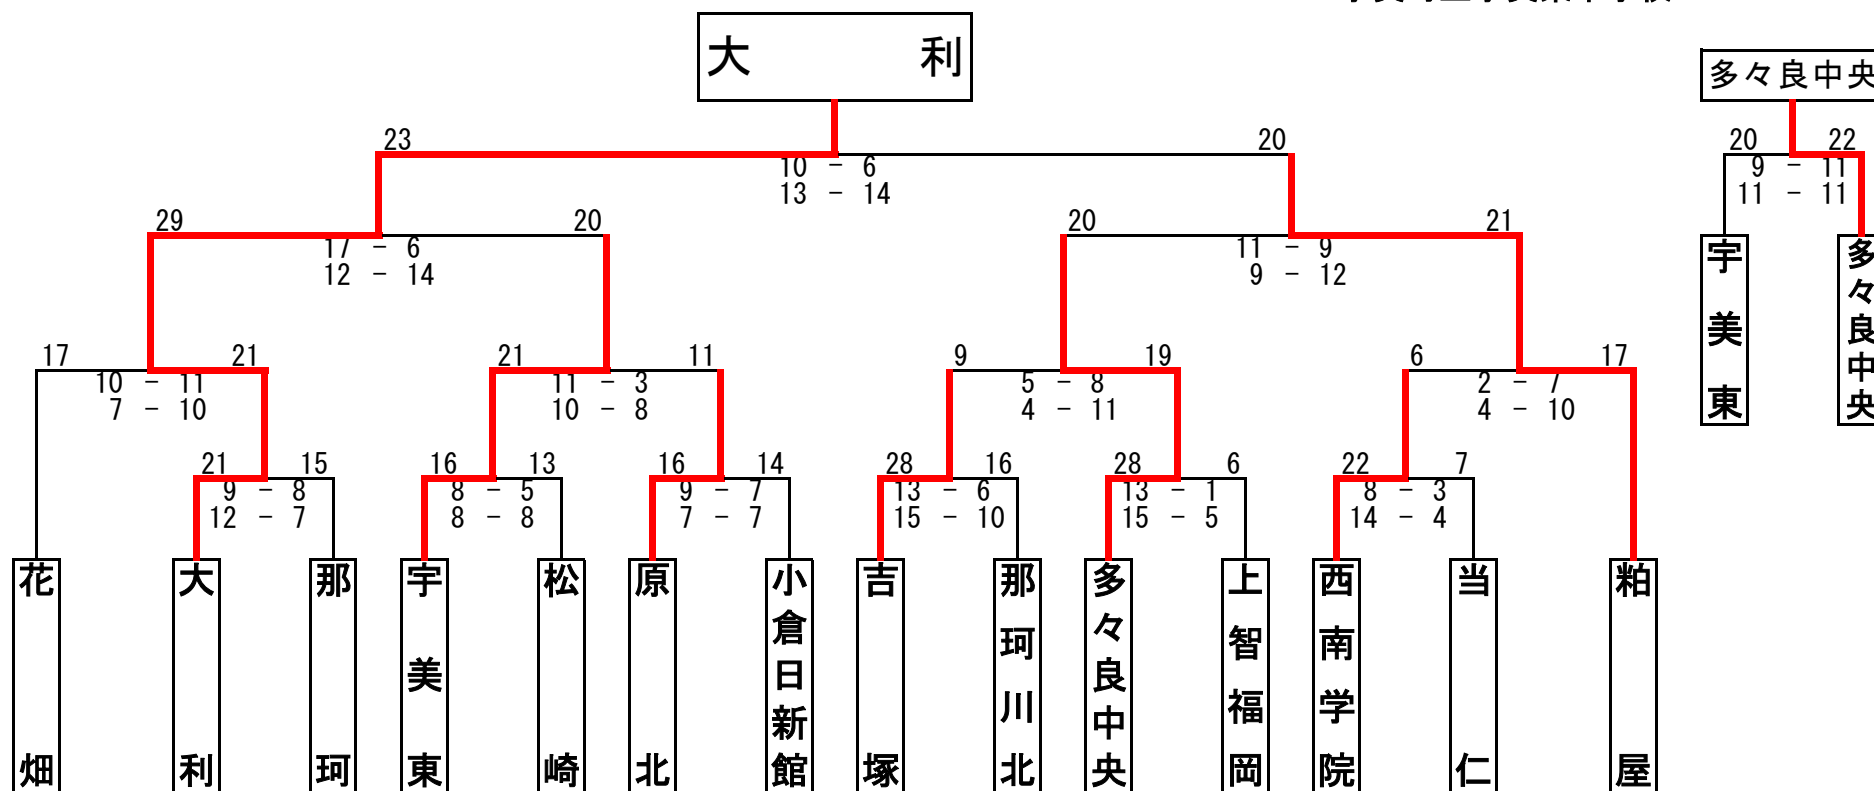 大利
多々良中央
23 20
10 - 6
13 - 14
20 22
9 - 11
11 - 11
29 20
17 - 6
12 - 14
20 21
11 - 9
9 - 12
宇美東
多々良中央
17 21
10 - 11
7 - 10
21 11
11 - 3
10 - 8
9 19
5 - 8
4 - 11
6 17
2 - 7
4 - 10
21 15
9 - 8
12 - 7
16 13
8 - 5
8 - 8
16 14
9 - 7
7 - 7
28 16
13 - 6
15 - 10
28 6
13 - 1
15 - 5
22 7
8 - 3
14 - 4
花畑
大利
那珂
宇美東
松崎
原北
小倉日新館
吉塚
那珂川北
多々良中央
上智福岡
西南学院
当仁
粕屋